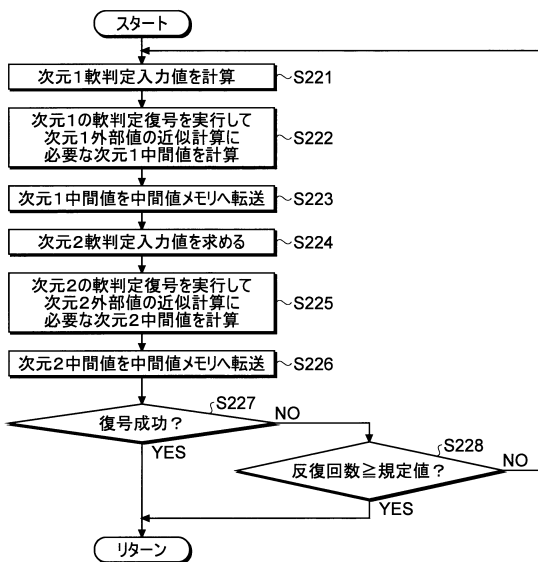 スタート
次元1軟判定入力値を計算
S221
次元1の軟判定復号を実行して
次元1外部値の近似計算に
必要な次元1中間値を計算
S222
次元1中間値を中間値メモリへ転送
S223
次元2軟判定入力値を求める
S224
次元2の軟判定復号を実行して
次元2外部値の近似計算に
必要な次元2中間値を計算
S225
次元2中間値を中間値メモリへ転送
S226
S227
復号成功?
NO
YES
S228
反復回数≧規定値?
NO
YES
リターン